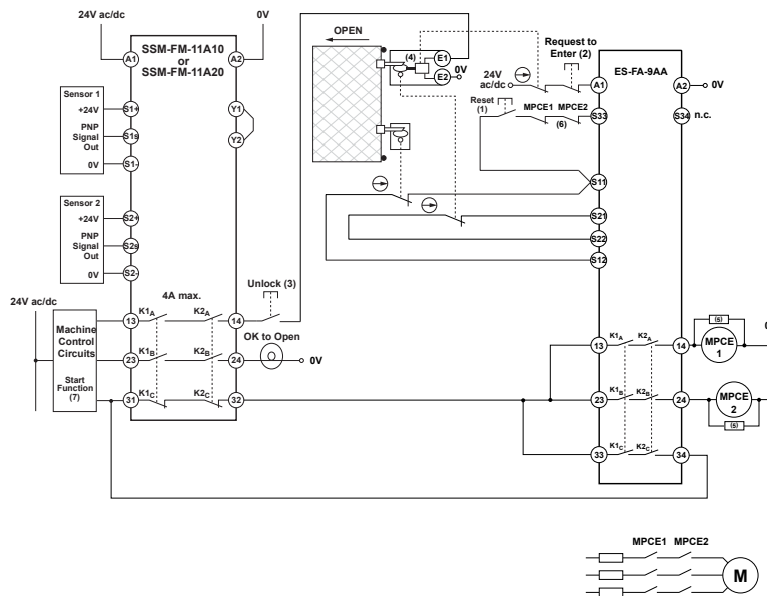 24V ac/dc
0V
SSM-FM-11A10
or
SSM-FM-11A20
A1
A2
Sensor 1
+24V
PNP
Signal
Out
0V
S1+
S1s
S1-
Y1
Y2
Sensor 2
+24V
PNP
Signal
Out
0V
S2+
S2s
S2-
OPEN
(4)
E1
E2
0V
Request to
Enter (2)
24V
ac/dc
Reset
(1)
MPCE1
MPCE2
(6)
ES-FA-9AA
A1
A2
0V
S33
S34
n.c.
S11
S21
S22
S12
24V ac/dc
Machine
Control
Circuits
Start
Function
(7)
4A max.
13
K1A
K2A
14
Unlock (3)
23
K1B
K2B
24
OK to Open
0V
31
K1C
K2C
32
13
K1A
K2A
14
(5)
MPCE
1
23
K1B
K2B
24
MPCE
2
(5)
33
K1C
K2C
34
MPCE1 MPCE2
M